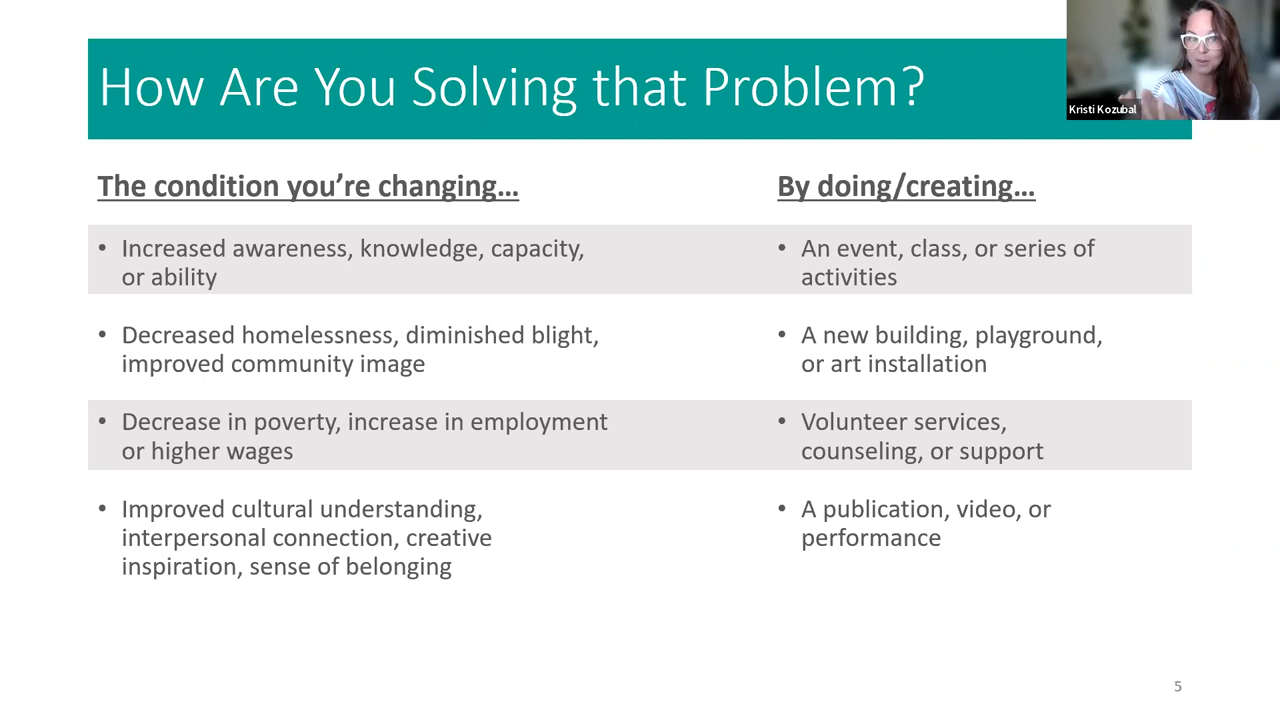 How Are You Solving that Problem?
Kristi Kozubal
The condition you're changing…
By doing/creating…
• Increased awareness, knowledge, capacity,
or ability
• An event, class, or series of
activities
• Decreased homelessness, diminished blight,
improved community image
• A new building, playground,
or art installation
• Decrease in poverty, increase in employment
or higher wages
• Volunteer services,
counseling, or support
• Improved cultural understanding,
interpersonal connection, creative
inspiration, sense of belonging
• A publication, video, or
performance
5